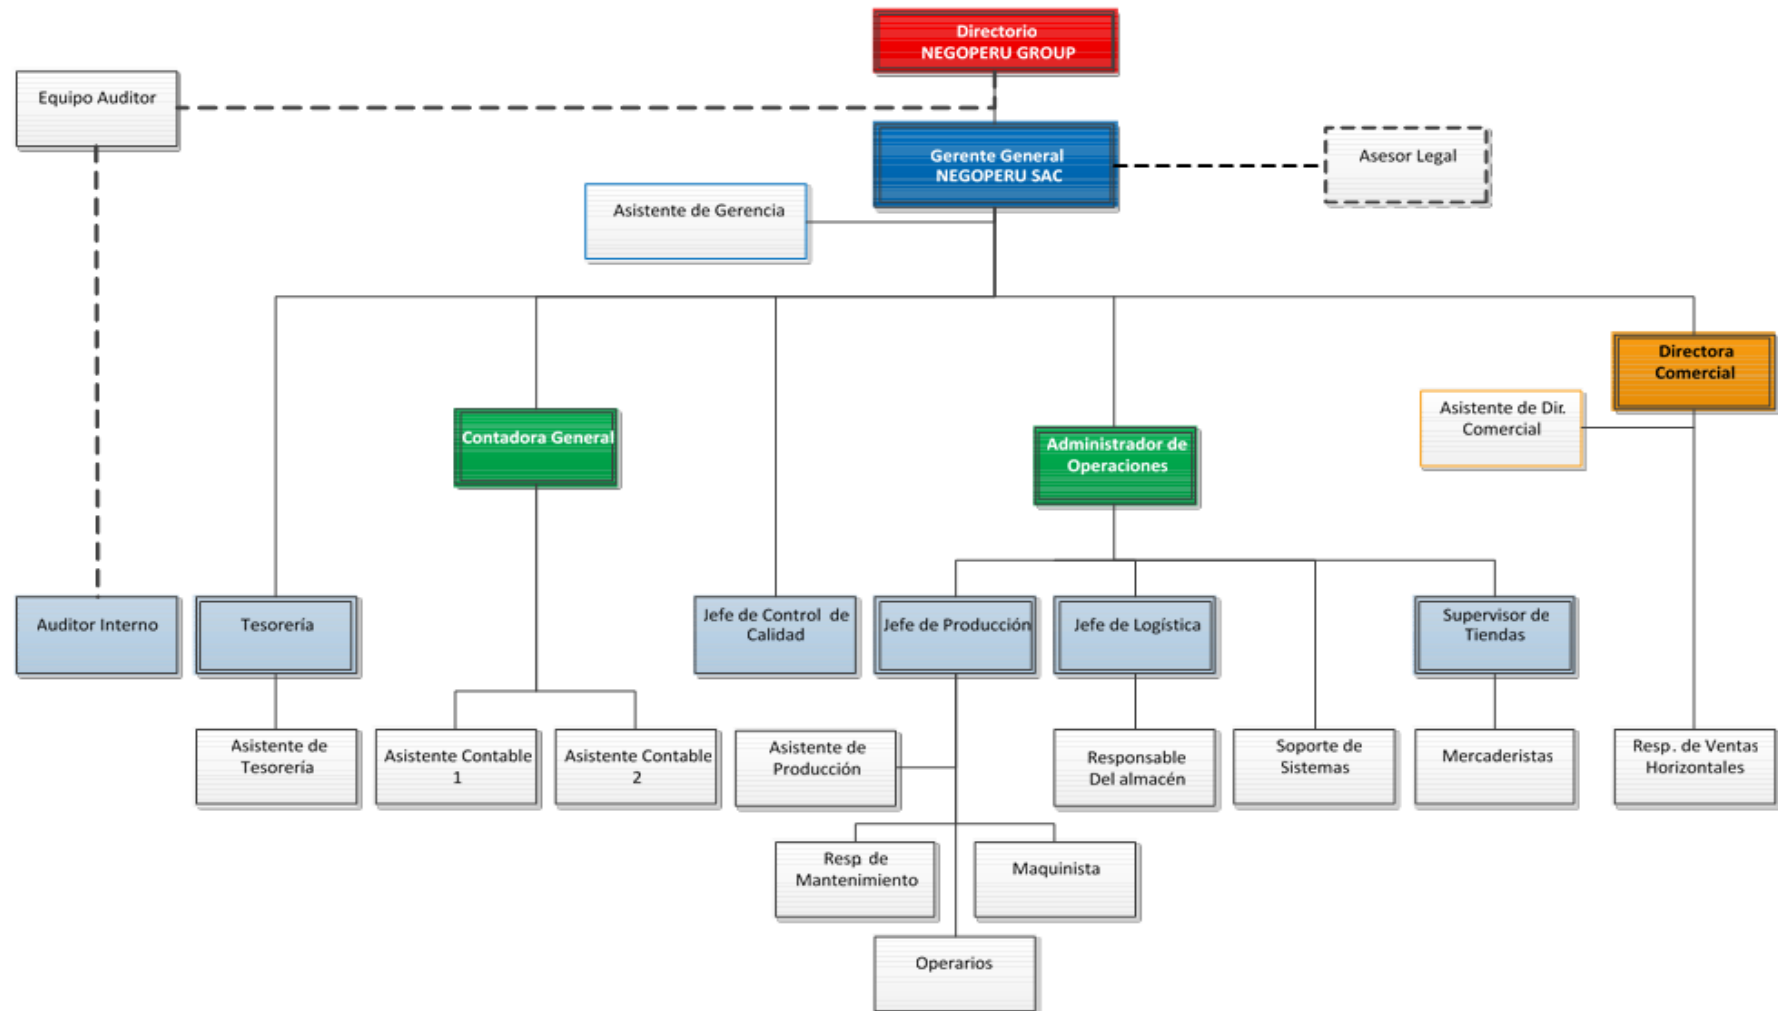 Directorio
NEGOPERU GROUP
Equipo Auditor
Gerente General
NEGOPERU SAC
Asesor Legal
Asistente de Gerencia
Directora
Comercial
Asistente de Dir.
Comercial
Contadora General
Administrador de
Operaciones
Auditor Interno
Tesorería
Jefe de Control de
Calidad
Jefe de Producción
Jefe de Logística
Supervisor de
Tiendas
Asistente de
Tesorería
Asistente Contable
1
Asistente Contable
2
Asistente de
Producción
Responsable
Del almacén
Soporte de
Sistemas
Mercaderistas
Resp. de Ventas
Horizontales
Resp. de
Mantenimiento
Maquinista
Operarios